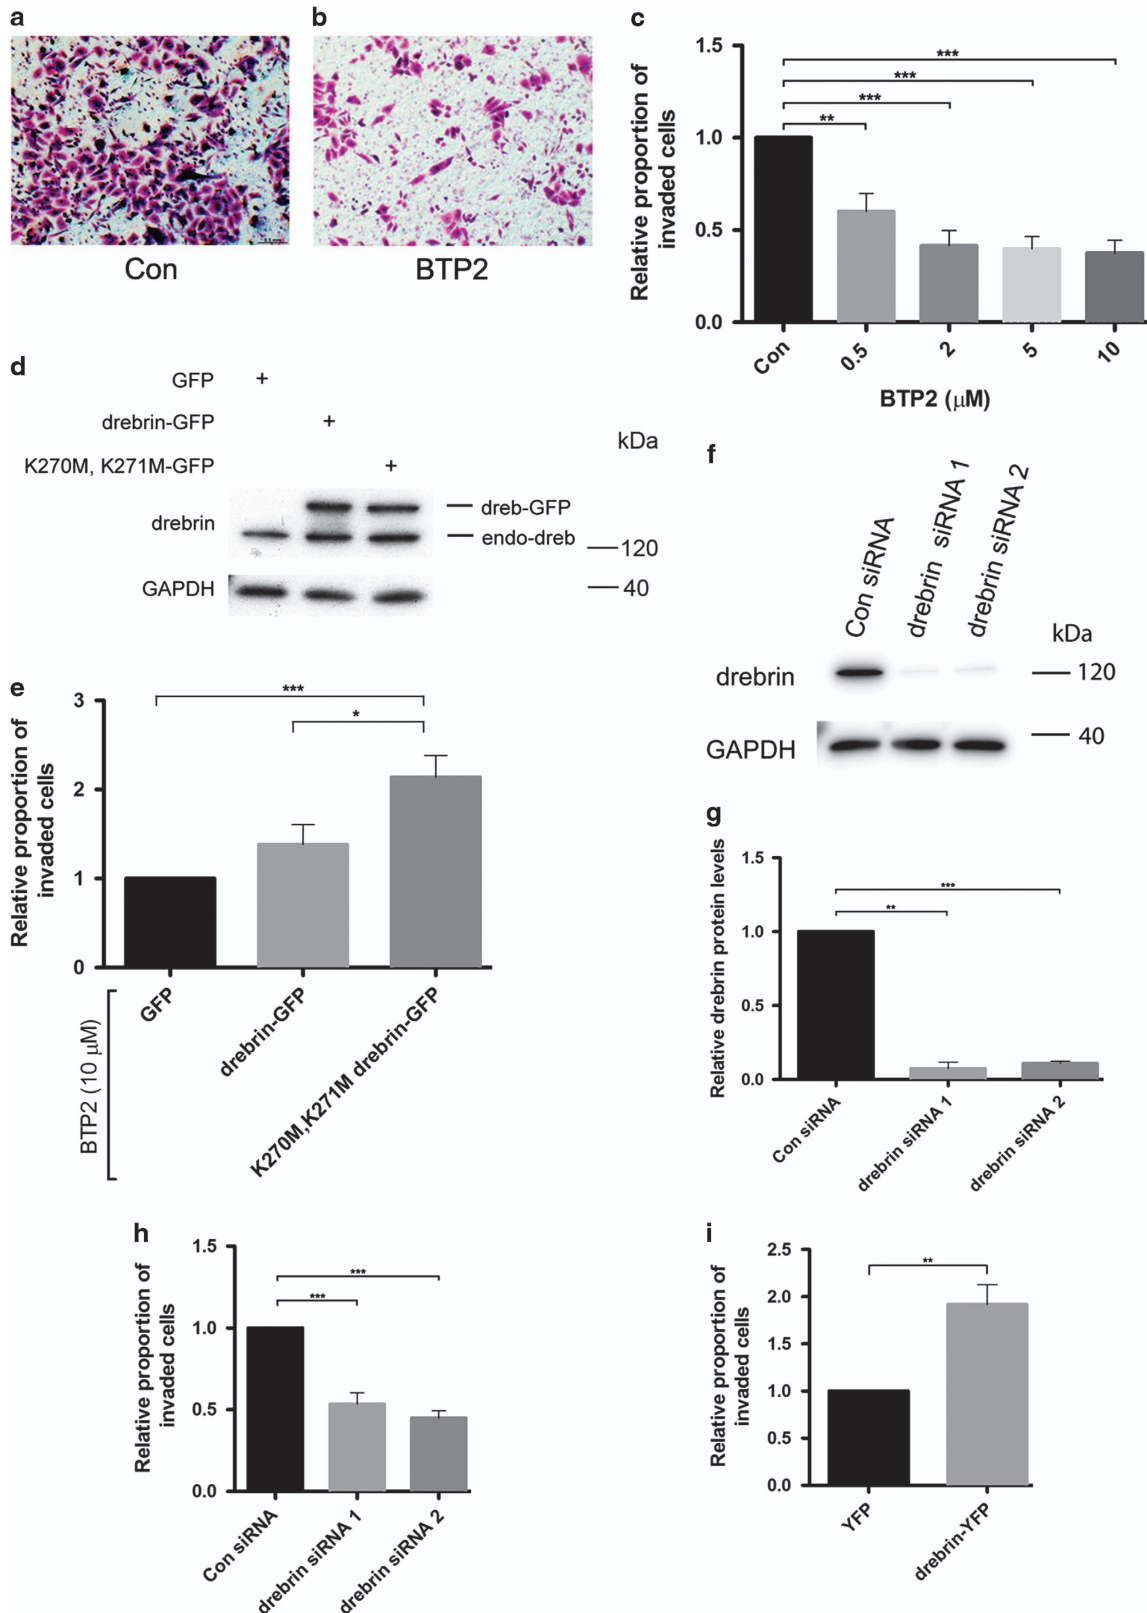 a
b
Con
BTP2
c
Relative proportion of
invaded cells
1.5
1.0
0.5
0.0
***
***
***
**
Con
0.5
2
5
10
BTP2 (μM)
d
GFP
+
drebrin-GFP
+
K270M, K271M-GFP
+
kDa
drebrin
dreb-GFP
endo-dreb
120
GAPDH
40
e
Relative proportion of
invaded cells
3
2
1
0
***
*
GFP
drebrin-GFP
K270M,K271M drebrin-GFP
BTP2 (10 μM)
f
Con siRNA
drebrin siRNA 1
drebrin siRNA 2
kDa
drebrin
120
GAPDH
40
g
Relative drebrin protein levels
1.5
1.0
0.5
0.0
***
**
Con siRNA
drebrin siRNA 1
drebrin siRNA 2
h
Relative proportion of
invaded cells
1.5
1.0
0.5
0.0
***
***
Con siRNA
drebrin siRNA 1
drebrin siRNA 2
i
Relative proportion of
invaded cells
2.5
2.0
1.5
1.0
0.5
0.0
**
YFP
drebrin-YFP